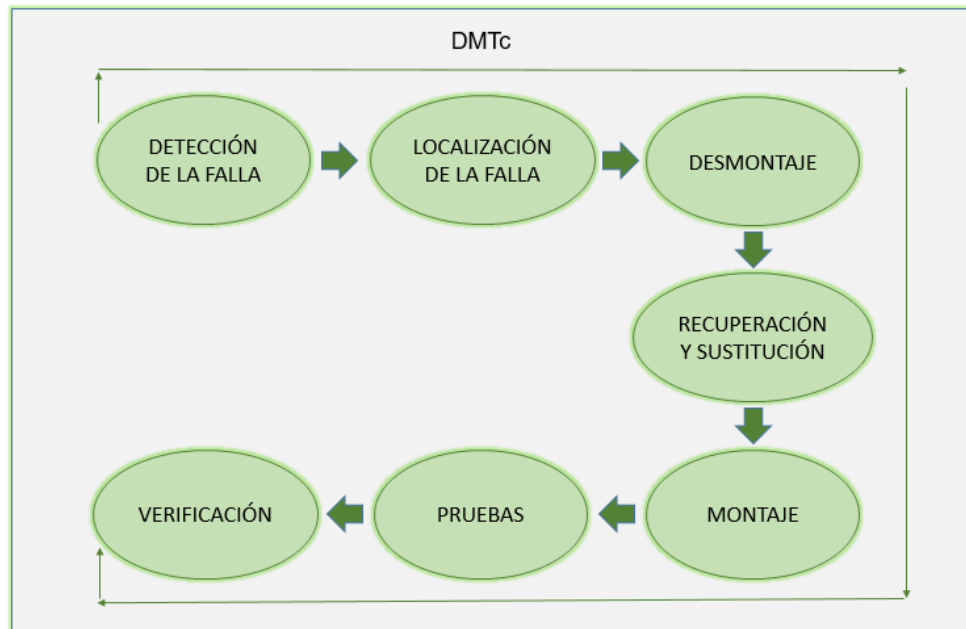 DMTc
DETECCIÓN
DE LA FALLA
LOCALIZACIÓN
DE LA FALLA
DESMONTAJE
RECUPERACIÓN
Y SUSTITUCIÓN
MONTAJE
PRUEBAS
VERIFICACIÓN